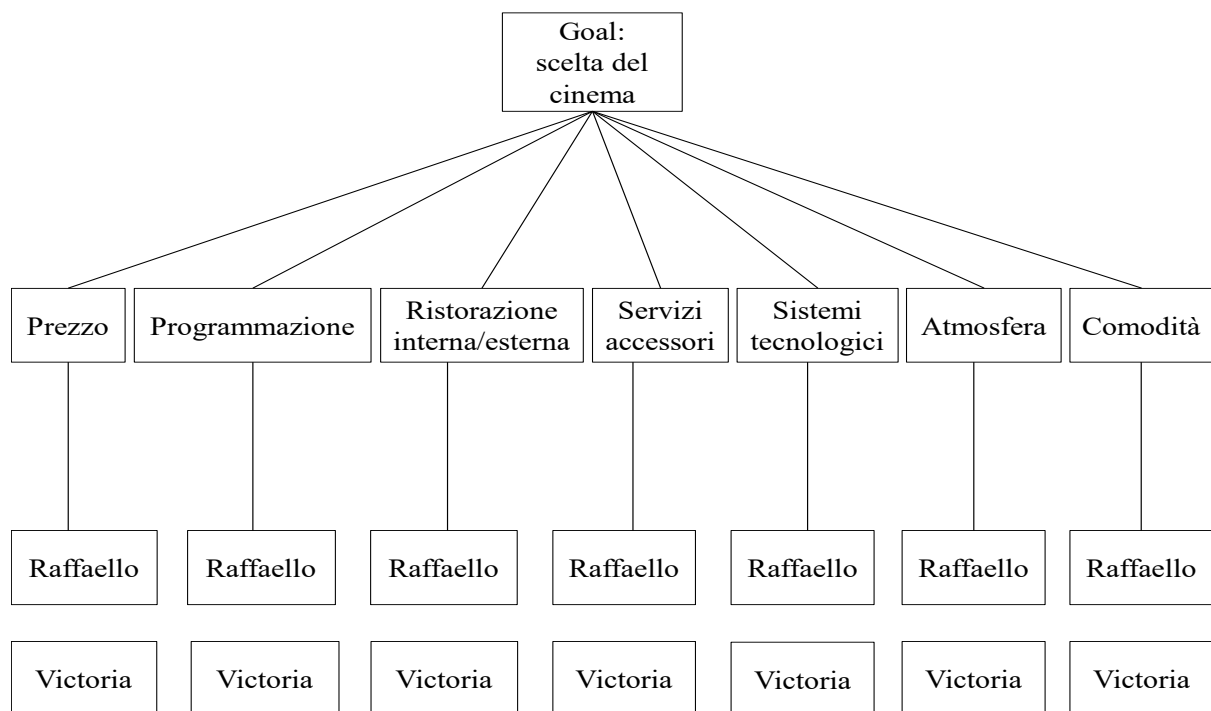 Goal:
scelta del
cinema
Prezzo
Programmazione
Ristorazione
interna/esterna
Servizi
accessori
Sistemi
tecnologici
Atmosfera
Comodità
Raffaello
Raffaello
Raffaello
Raffaello
Raffaello
Raffaello
Raffaello
Victoria
Victoria
Victoria
Victoria
Victoria
Victoria
Victoria